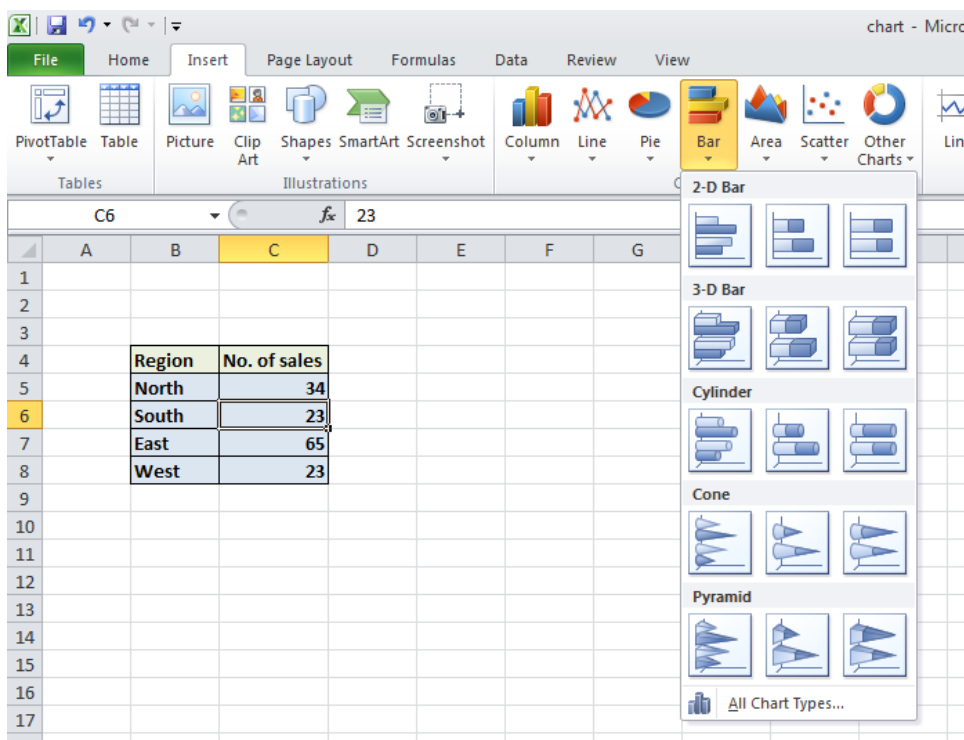 chart - Micro
File Home Insert Page Layout Formulas Data Review View
PivotTable Table Picture Clip Art Shapes SmartArt Screenshot Column Line Pie Bar Area Scatter Other Charts Lin
Tables Illustrations C
C6 fx 23
2-D Bar
A B C D E F G
3-D Bar
1
2
3
4 Region No. of sales
5 North 34
6 South 23
7 East 65
8 West 23
9
10
11
12
13
14
15
16
17
Cylinder
Cone
Pyramid
All Chart Types...